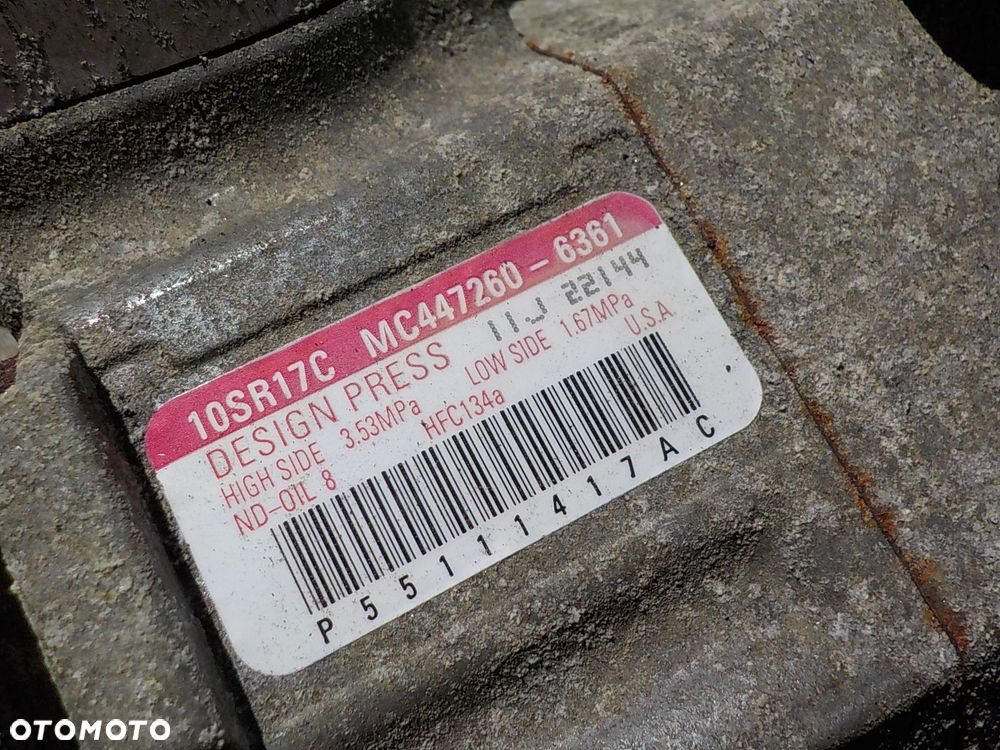 10SR17C MC447260-6361
DESIGN PRESS 11J 22144
HIGH SIDE 3.53MPa LOW SIDE 1.67MPa
ND-OIL 8 HFC134a U.S.A.
P55111417AC
OTOMOTO